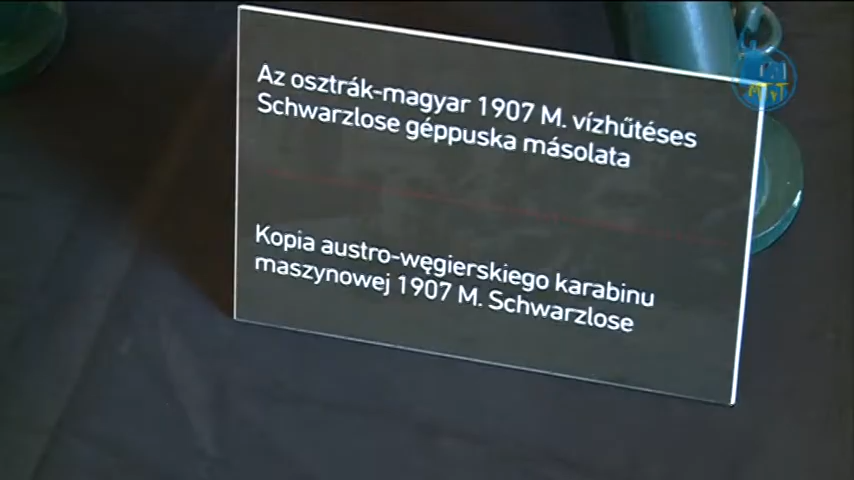 Az osztrák-magyar 1907 M. vízhűtéses
Schwarzlose géppuska másolata
Kopia austro-węgierskiego karabinu
maszynowej 1907 M. Schwarzlose